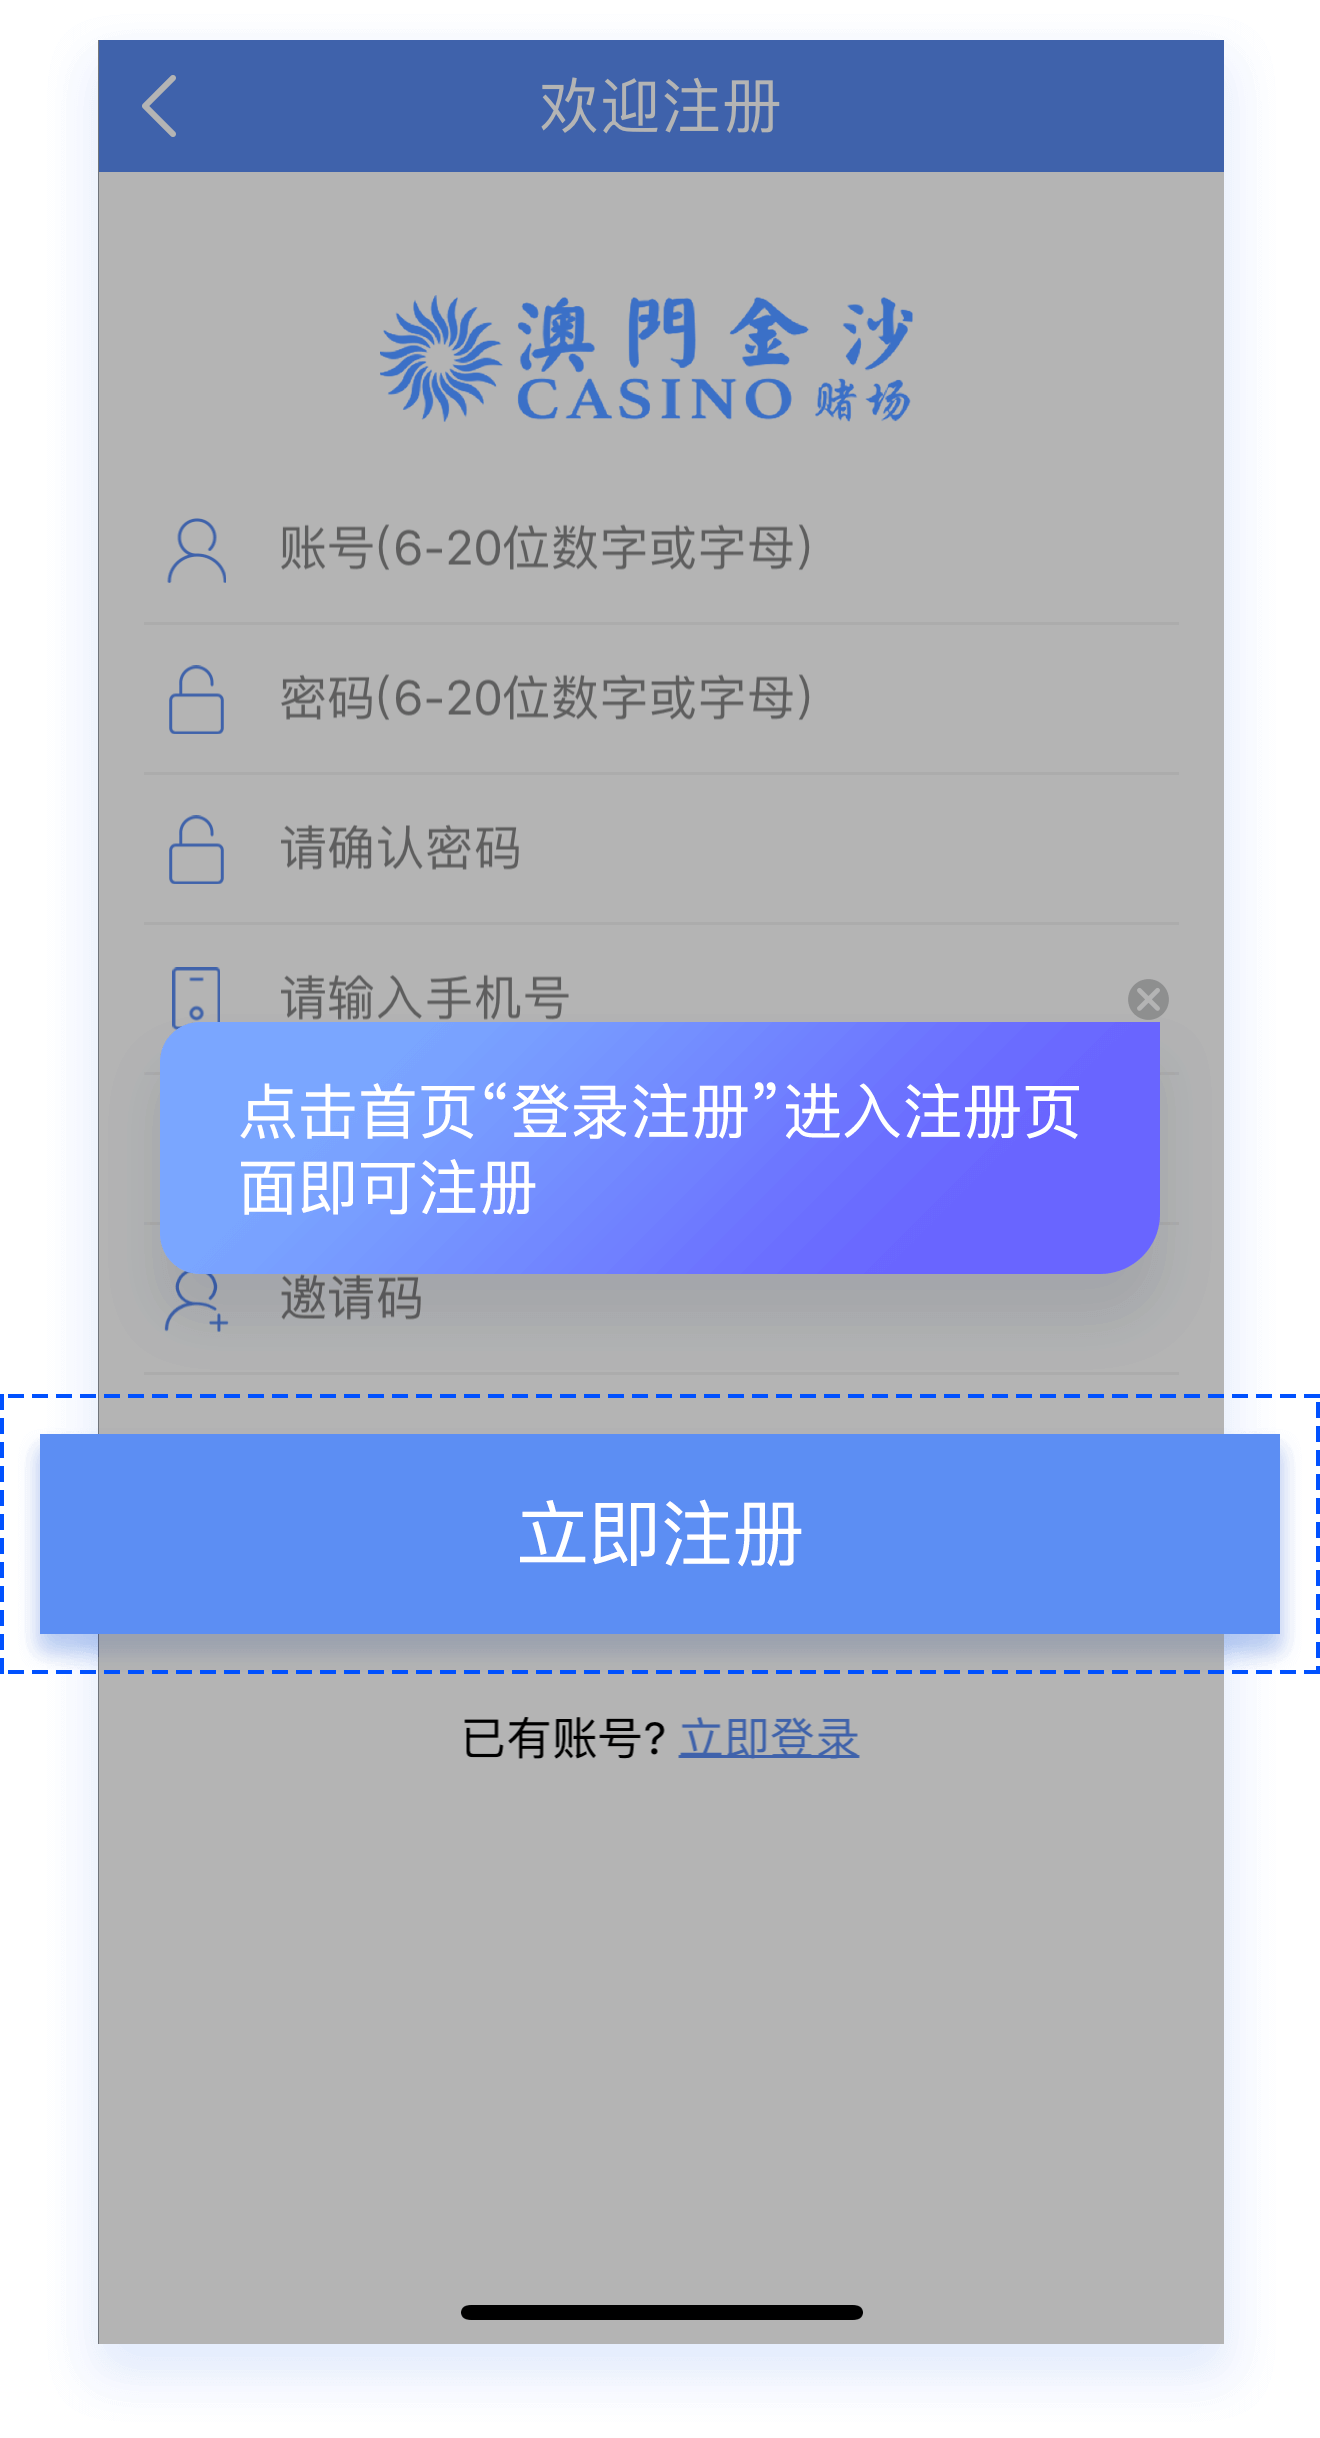 欢迎注册
澳門金沙
CASINO 赌场
账号(6-20位数字或字母)
密码(6-20位数字或字母)
请确认密码
请输入手机号
点击首页“登录注册”进入注册页
面即可注册
邀请码
立即注册
已有账号? 立即登录